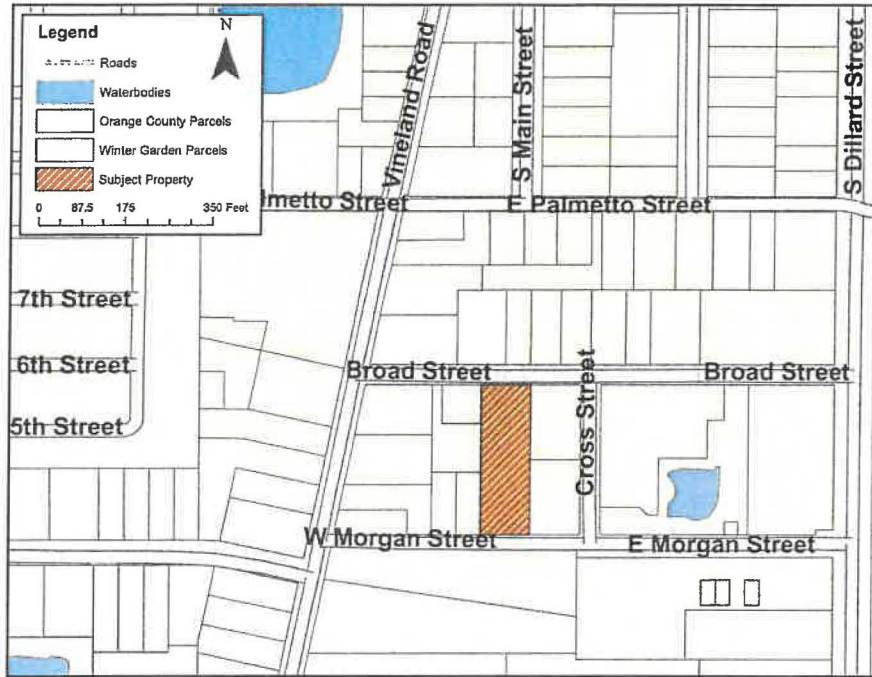 Legend
Roads
Waterbodies
Orange County Parcels
Winter Garden Parcels
Subject Property
0 87.5 175 350 Feet
N
Vineland Road
S Main Street
S Dillard Street
lmetto Street
E Palmetto Street
7th Street
6th Street
5th Street
Broad Street
Broad Street
Cross Street
W Morgan Street
E Morgan Street